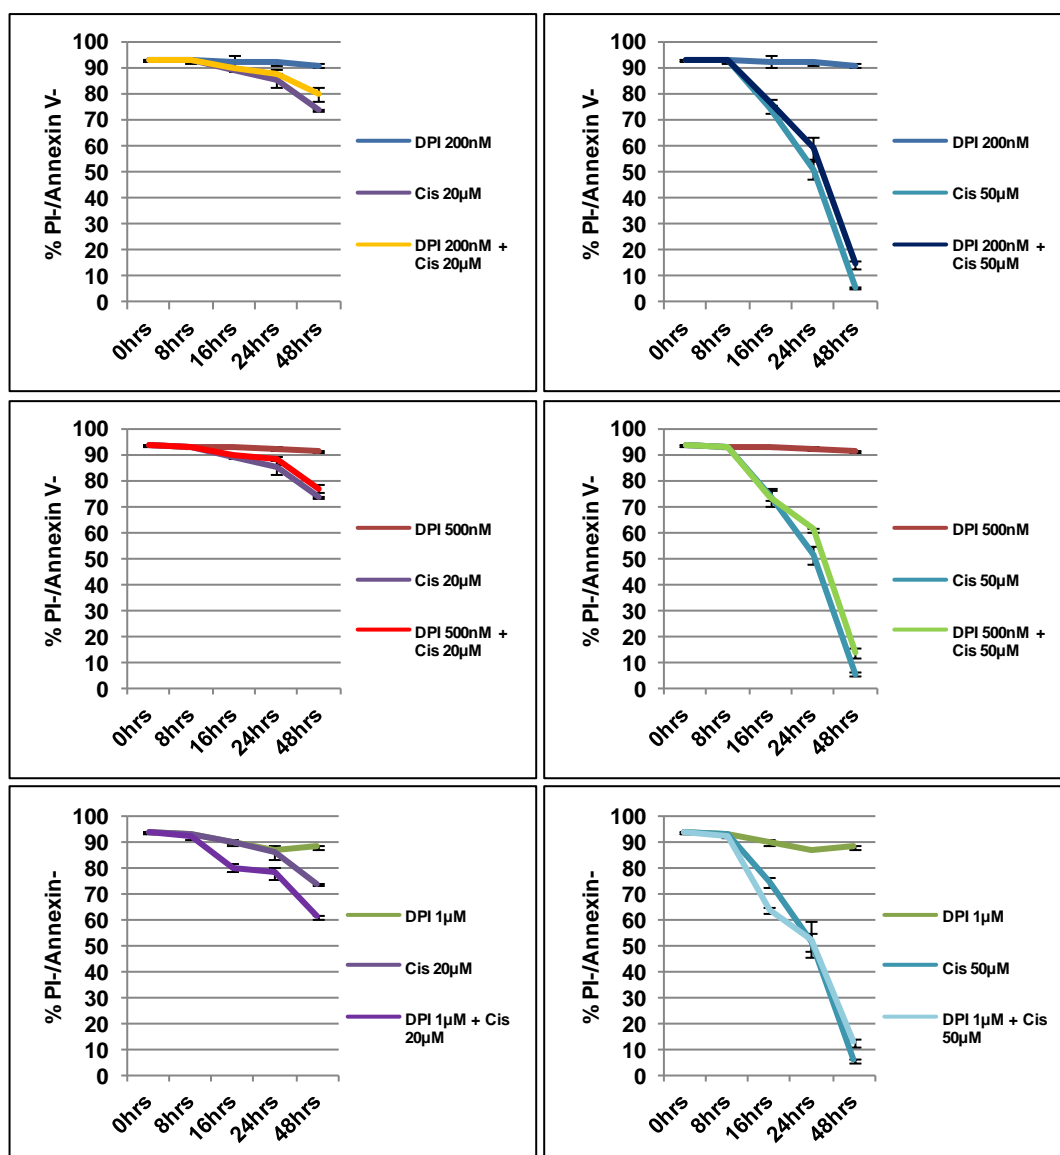 % PI-/Annexin V-
100
90
80
70
60
50
40
30
20
10
0
0hrs
8hrs
16hrs
24hrs
48hrs
DPI 200nM
Cis 20µM
DPI 200nM +
Cis 20µM
% PI-/Annexin V-
100
90
80
70
60
50
40
30
20
10
0
0hrs
8hrs
16hrs
24hrs
48hrs
DPI 200nM
Cis 50µM
DPI 200nM +
Cis 50µM
% PI-/Annexin V-
100
90
80
70
60
50
40
30
20
10
0
0hrs
8hrs
16hrs
24hrs
48hrs
DPI 500nM
Cis 20µM
DPI 500nM +
Cis 20µM
% PI-/Annexin V-
100
90
80
70
60
50
40
30
20
10
0
0hrs
8hrs
16hrs
24hrs
48hrs
DPI 500nM
Cis 50µM
DPI 500nM +
Cis 50µM
% PI-/Annexin-
100
90
80
70
60
50
40
30
20
10
0
0hrs
8hrs
16hrs
24hrs
48hrs
DPI 1µM
Cis 20µM
DPI 1µM + Cis
20µM
% PI-/Annexin-
100
90
80
70
60
50
40
30
20
10
0
0hrs
8hrs
16hrs
24hrs
48hrs
DPI 1µM
Cis 50µM
DPI 1µM + Cis
50µM